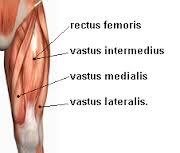 rectus femoris
vastus intermedius
vastus medialis
vastus lateralis.